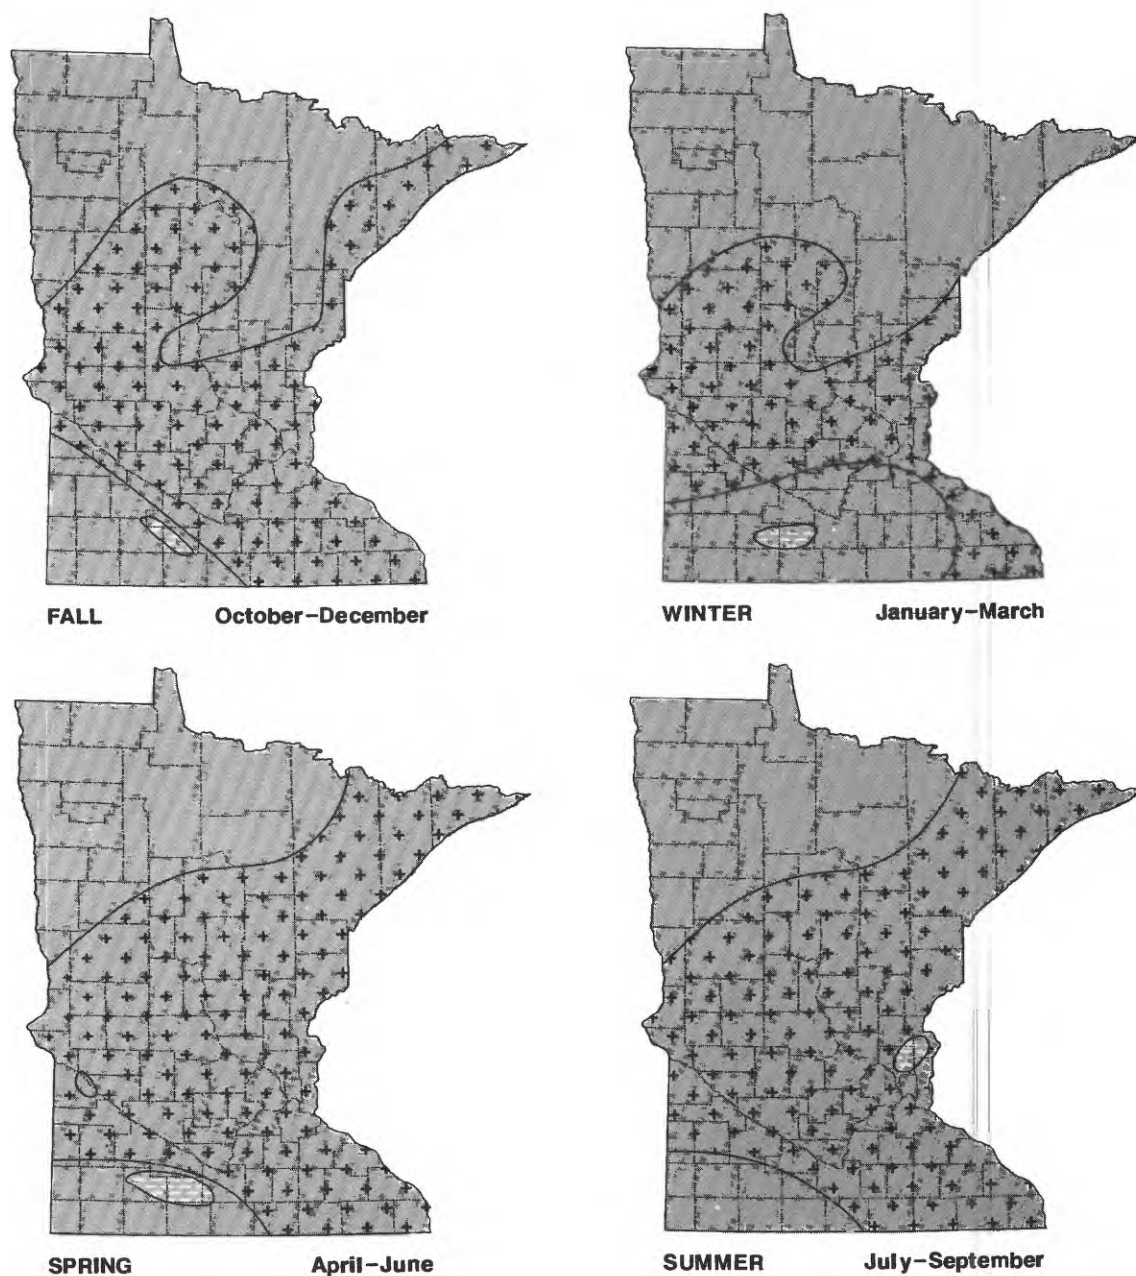 FALL October-December
WINTER January-March
SPRING April-June
SUMMER July-September